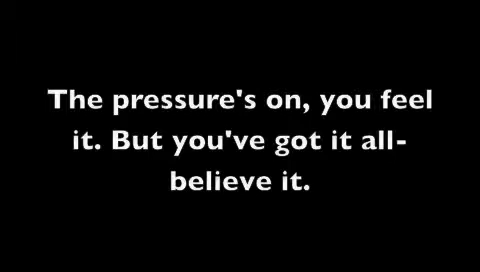 The pressure's on, you feel
it. But you've got it all-
believe it.